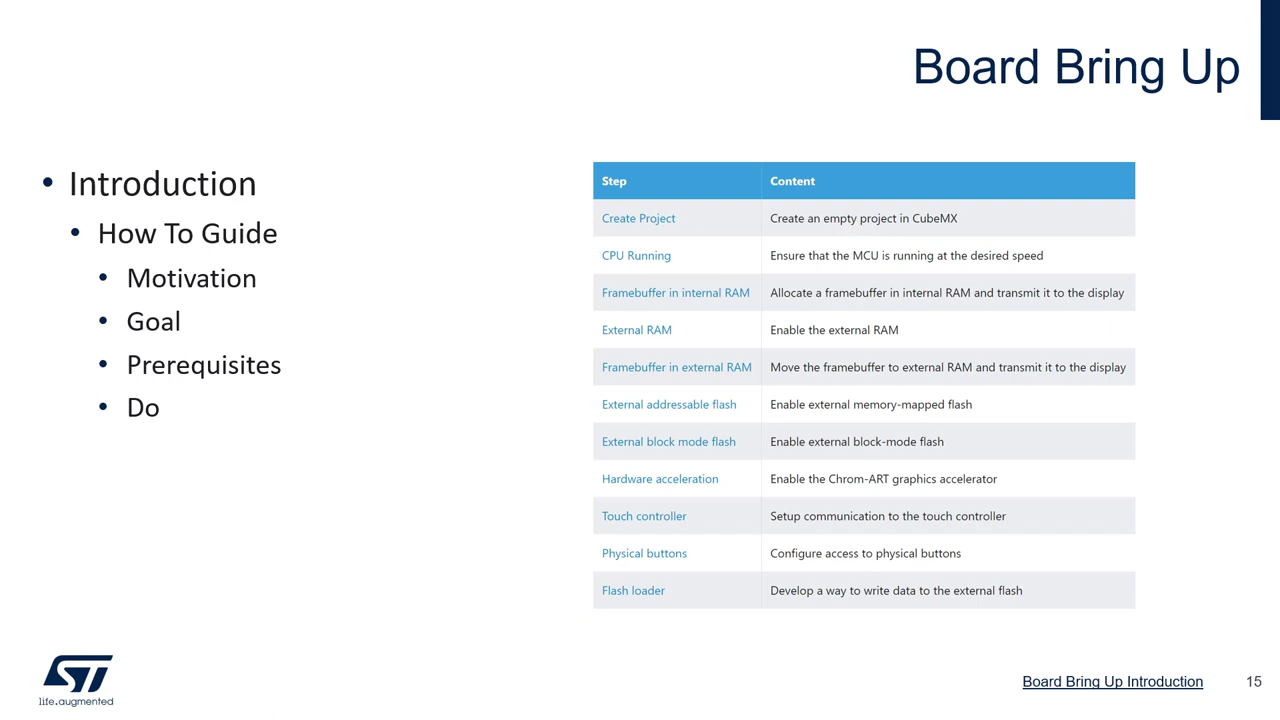 Board Bring Up
• Introduction
• How To Guide
• Motivation
• Goal
• Prerequisites
• Do
Step Content
Create Project Create an empty project in CubeMX
CPU Running Ensure that the MCU is running at the desired speed
Framebuffer in internal RAM Allocate a framebuffer in internal RAM and transmit it to the display
External RAM Enable the external RAM
Framebuffer in external RAM Move the framebuffer to external RAM and transmit it to the display
External addressable flash Enable external memory-mapped flash
External block mode flash Enable external block-mode flash
Hardware acceleration Enable the Chrom-ART graphics accelerator
Touch controller Setup communication to the touch controller
Physical buttons Configure access to physical buttons
Flash loader Develop a way to write data to the external flash
ST
life.augmented
Board Bring Up Introduction 15